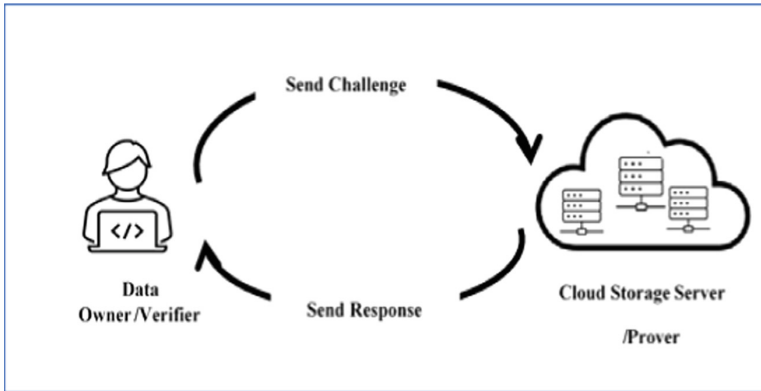 Send Challenge
</>
Data
Owner/Verifier
Cloud Storage Server
/Prover
Send Response